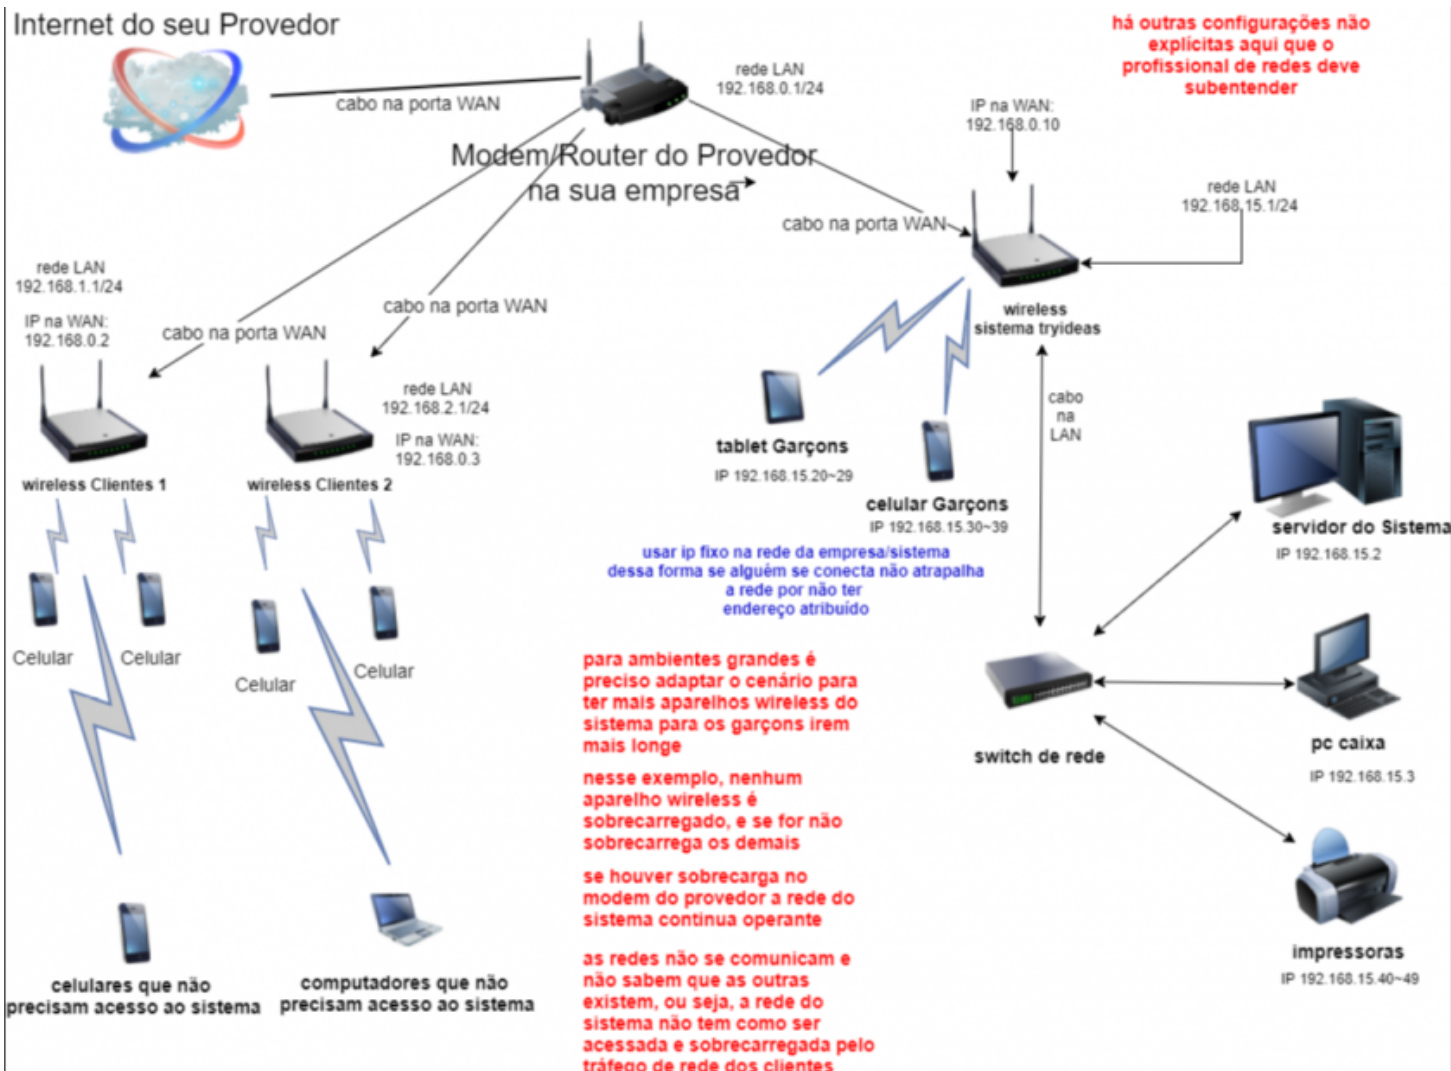 Internet do seu Provedor
cabo na porta WAN
rede LAN
192.168.0.1/24
há outras configurações não
explícitas aqui que o
profissional de redes deve
subentender
IP na WAN:
192.168.0.10
Modem/Router do Provedor
na sua empresa
rede LAN
192.168.15.1/24
cabo na porta WAN
rede LAN
192.168.1.1/24
IP na WAN:
192.168.0.2
cabo na porta WAN
cabo na porta WAN
wireless
sistema tryideas
rede LAN
192.168.2.1/24
IP na WAN:
192.168.0.3
cabo
na
LAN
tablet Garçons
IP 192.168.15.20~29
wireless Clientes 1
wireless Clientes 2
celular Garçons
IP 192.168.15.30~39
servidor do Sistema
IP 192.168.15.2
usar ip fixo na rede da empresa/sistema
dessa forma se alguém se conecta não atrapalha
a rede por não ter
endereço atribuído
Celular
Celular
Celular
Celular
para ambientes grandes é
preciso adaptar o cenário para
ter mais aparelhos wireless do
sistema para os garçons irem
mais longe
switch de rede
pc caixa
IP 192.168.15.3
nesse exemplo, nenhum
aparelho wireless é
sobrecarregado, e se for não
sobrecarrega os demais
se houver sobrecarga no
modem do provedor a rede do
sistema continua operante
impressoras
IP 192.168.15.40~49
celulares que não
precisam acesso ao sistema
computadores que não
precisam acesso ao sistema
as redes não se comunicam e
não sabem que as outras
existem, ou seja, a rede do
sistema não tem como ser
acessada e sobrecarregada pelo
tráfego de rede dos clientes